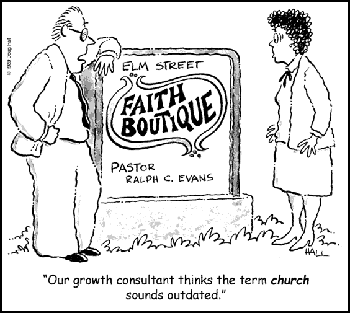 ELM STREET
FAITH
BOUTIQUE
PASTOR
RALPH C. EVANS
HALL
"Our growth consultant thinks the term church
sounds outdated."